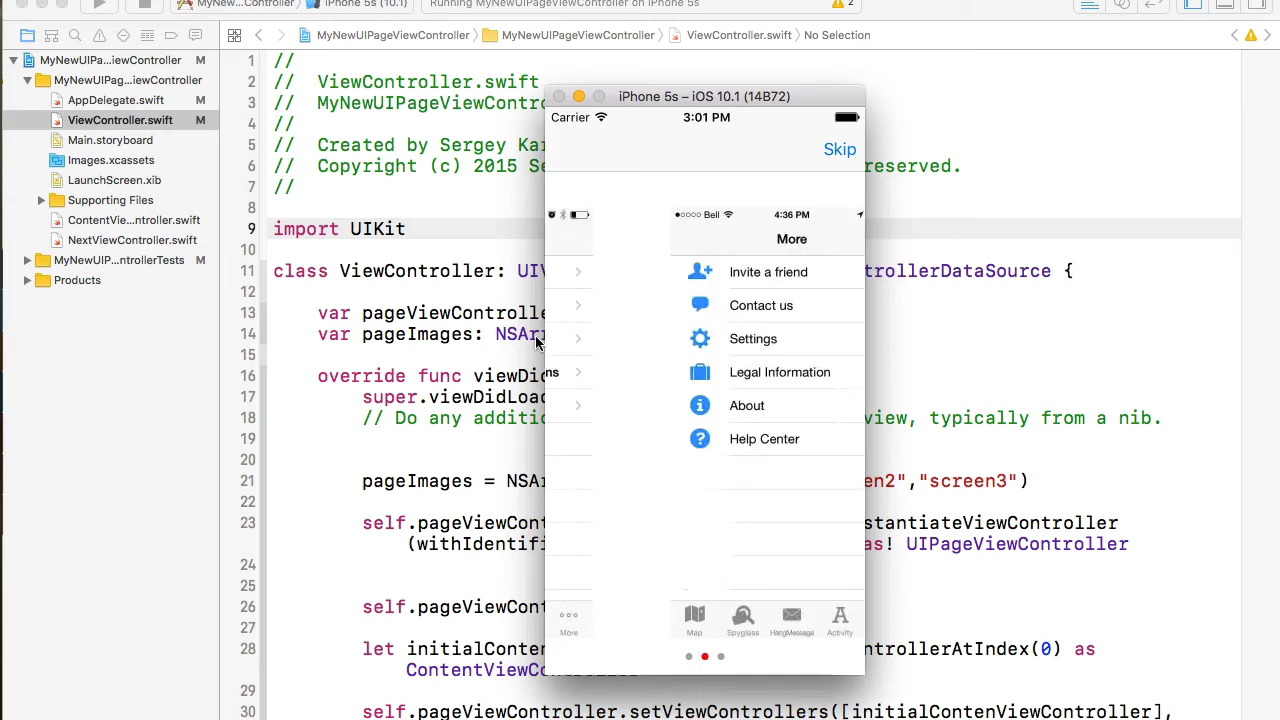 MyNew...Controller
iPhone 5s (10.1)
Running MyNewUIPageViewController on iPhone 5s
2
MyNewUIPageViewController
MyNewUIPageViewController
ViewController.swift
No Selection
MyNewUIPa...iewController M
MyNewUIPag...iewController
AppDelegate.swift M
ViewController.swift M
Main.storyboard
Images.xcassets
LaunchScreen.xib
Supporting Files
ContentVie...ntroller.swift
NextViewController.swift
MyNewUIP...ntrollerTests M
Products
1 //
2 // ViewController.swift
3 // MyNewUIPageViewContro
4 //
5 // Created by Sergey Kar
6 // Copyright (c) 2015 Se reserved.
7 //
8
9 import UIKit
10
11 class ViewController: UIV trollerDataSource {
12
13 var pageViewControlle
14 var pageImages: NSArr
15
16 override func viewDid
17 super.viewDidLoad
18 // Do any additio view, typically from a nib.
19
20
21 pageImages = NSAr en2","screen3")
22
23 self.pageViewCont stantiateViewController
(withIdentifi as! UIPageViewController
24
25
26 self.pageViewCont
27
28 let initialConten ntrollerAtIndex(0) as
ContentViewCo
29
30 self.pageViewController.setViewControllers([initialContenViewController],
iPhone 5s – iOS 10.1 (14B72)
Carrier 3:01 PM
Skip
Bell 4:36 PM
More
Invite a friend
Contact us
Settings
ns
Legal Information
About
Help Center
More
Map
Spyglass
HangMessage
Activity